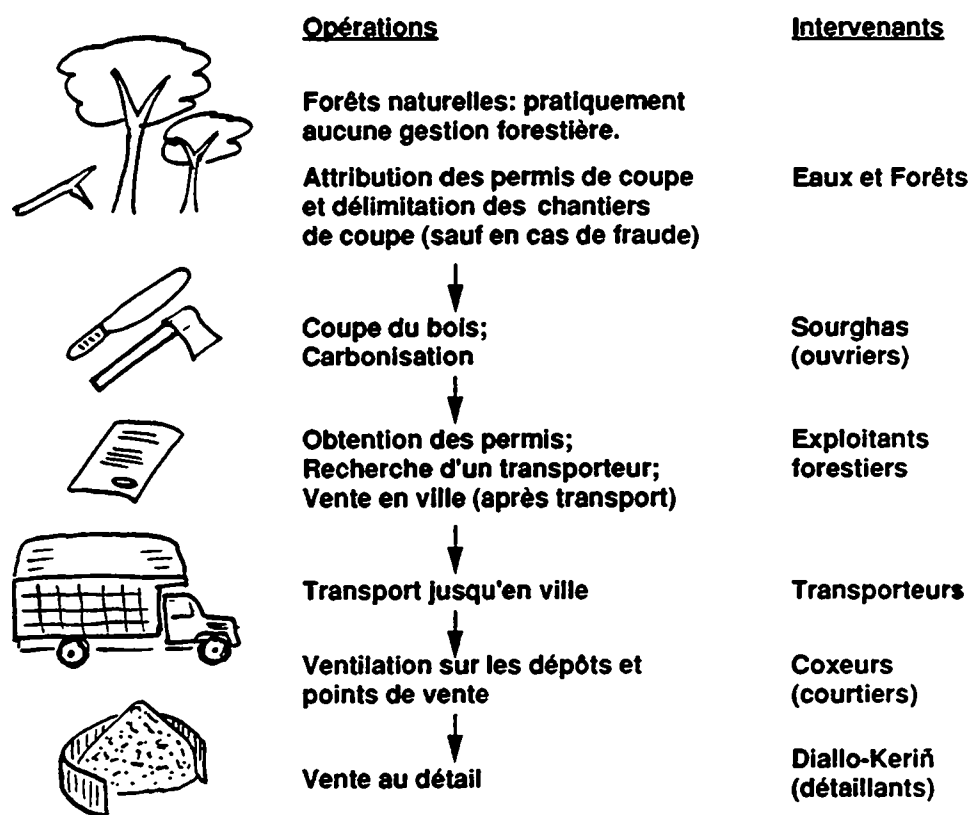 Opérations
Intervenants
Forêts naturelles: pratiquement
aucune gestion forestière.
Attribution des permis de coupe
et délimitation des chantiers
de coupe (sauf en cas de fraude)
Eaux et Forêts
Coupe du bois;
Carbonisation
Sourghas
(ouvriers)
Obtention des permis;
Recherche d'un transporteur;
Vente en ville (après transport)
Exploitants
forestiers
Transport jusqu'en ville
Transporteurs
Ventilation sur les dépôts et
points de vente
Coxeurs
(courtiers)
Vente au détail
Diallo-Keriñ
(détaillants)